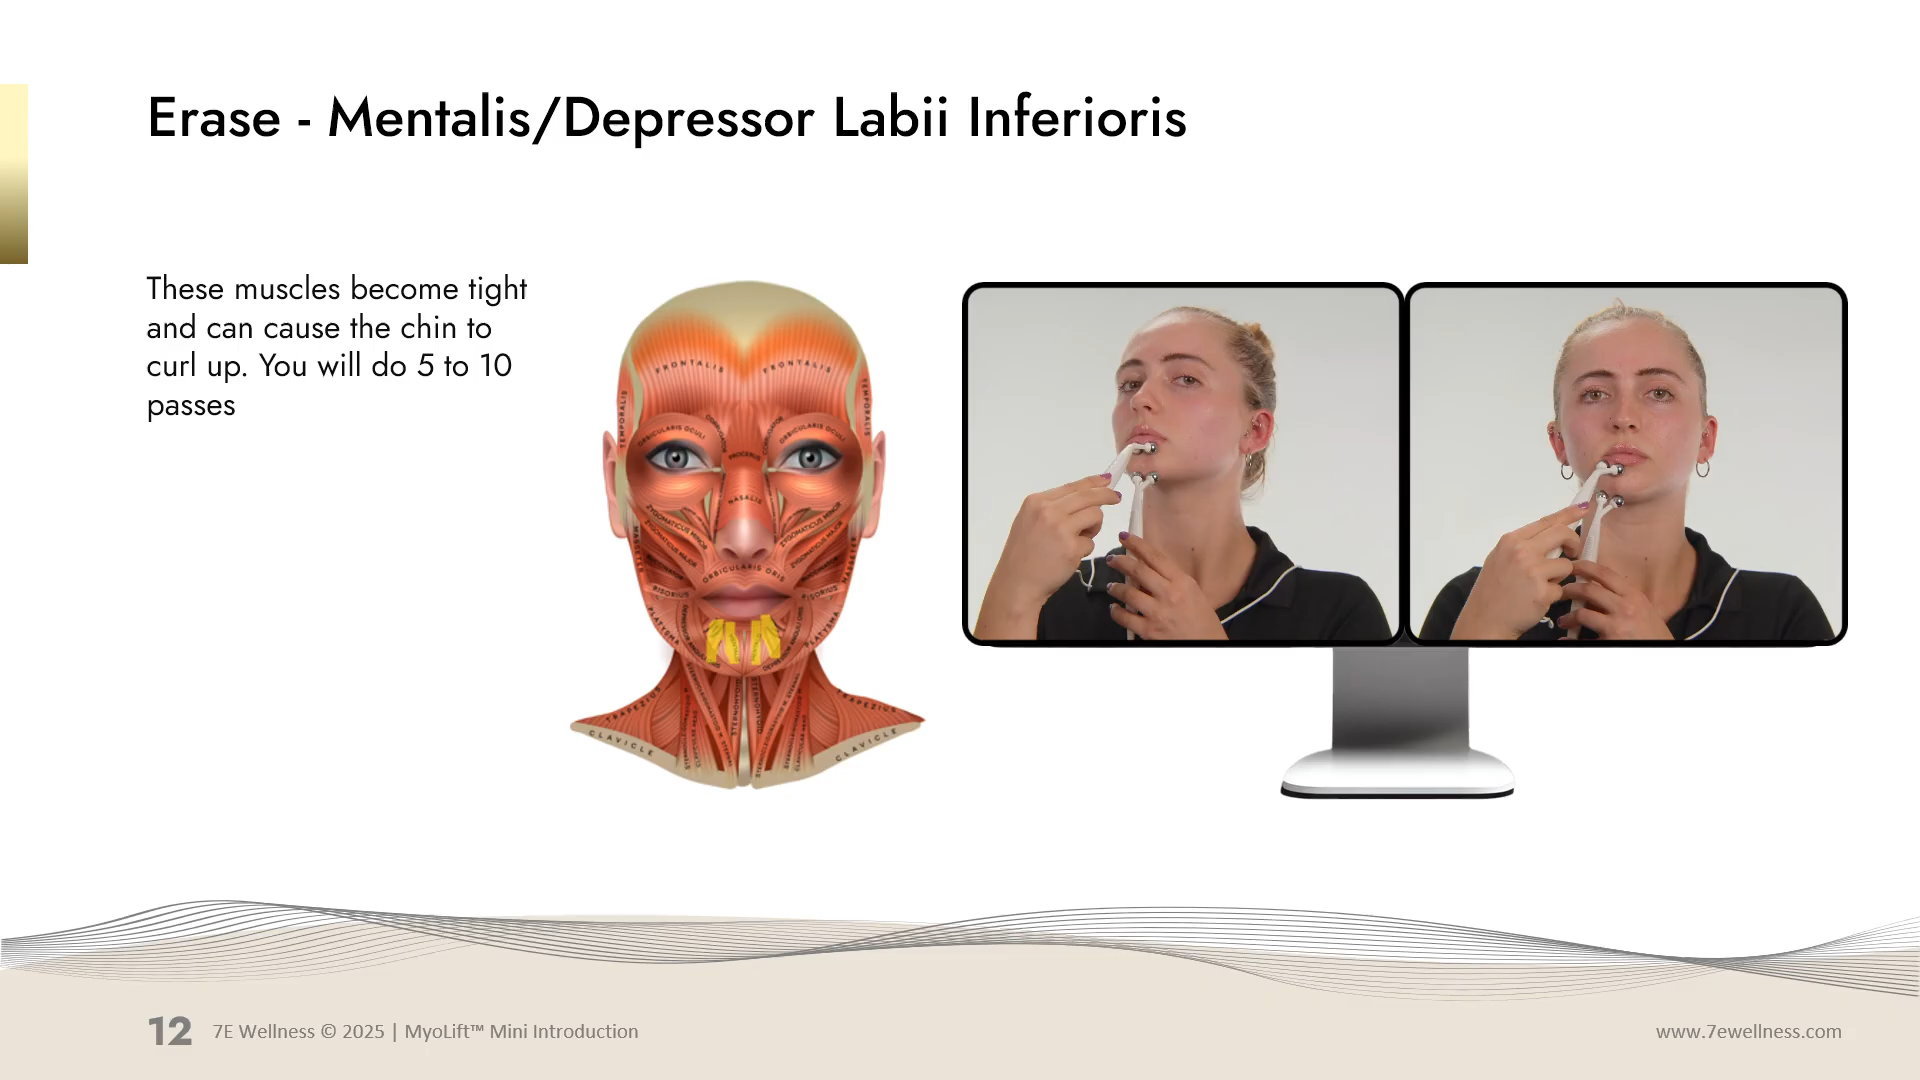 Erase - Mentalis/Depressor Labii Inferioris
These muscles become tight
and can cause the chin to
curl up. You will do 5 to 10
passes
FRONTALIS FRONTALIS
TEMPORALIS TEMPORALIS
ORBICULARIS OCULI ORBICULARIS OCULI
PROCERUS
NASALIS
ZYGOMATICUS MINOR ZYGOMATICUS MINOR
ZYGOMATICUS MAJOR ZYGOMATICUS MAJOR
MASSETER MASSETER
ORBICULARIS ORIS
RISORIUS RISORIUS
PLATYSMA PLATYSMA
TRAPEZIUS TRAPEZIUS
CLAVICLE CLAVICLE
12 7E Wellness © 2025 | MyoLift™ Mini Introduction
www.7ewellness.com